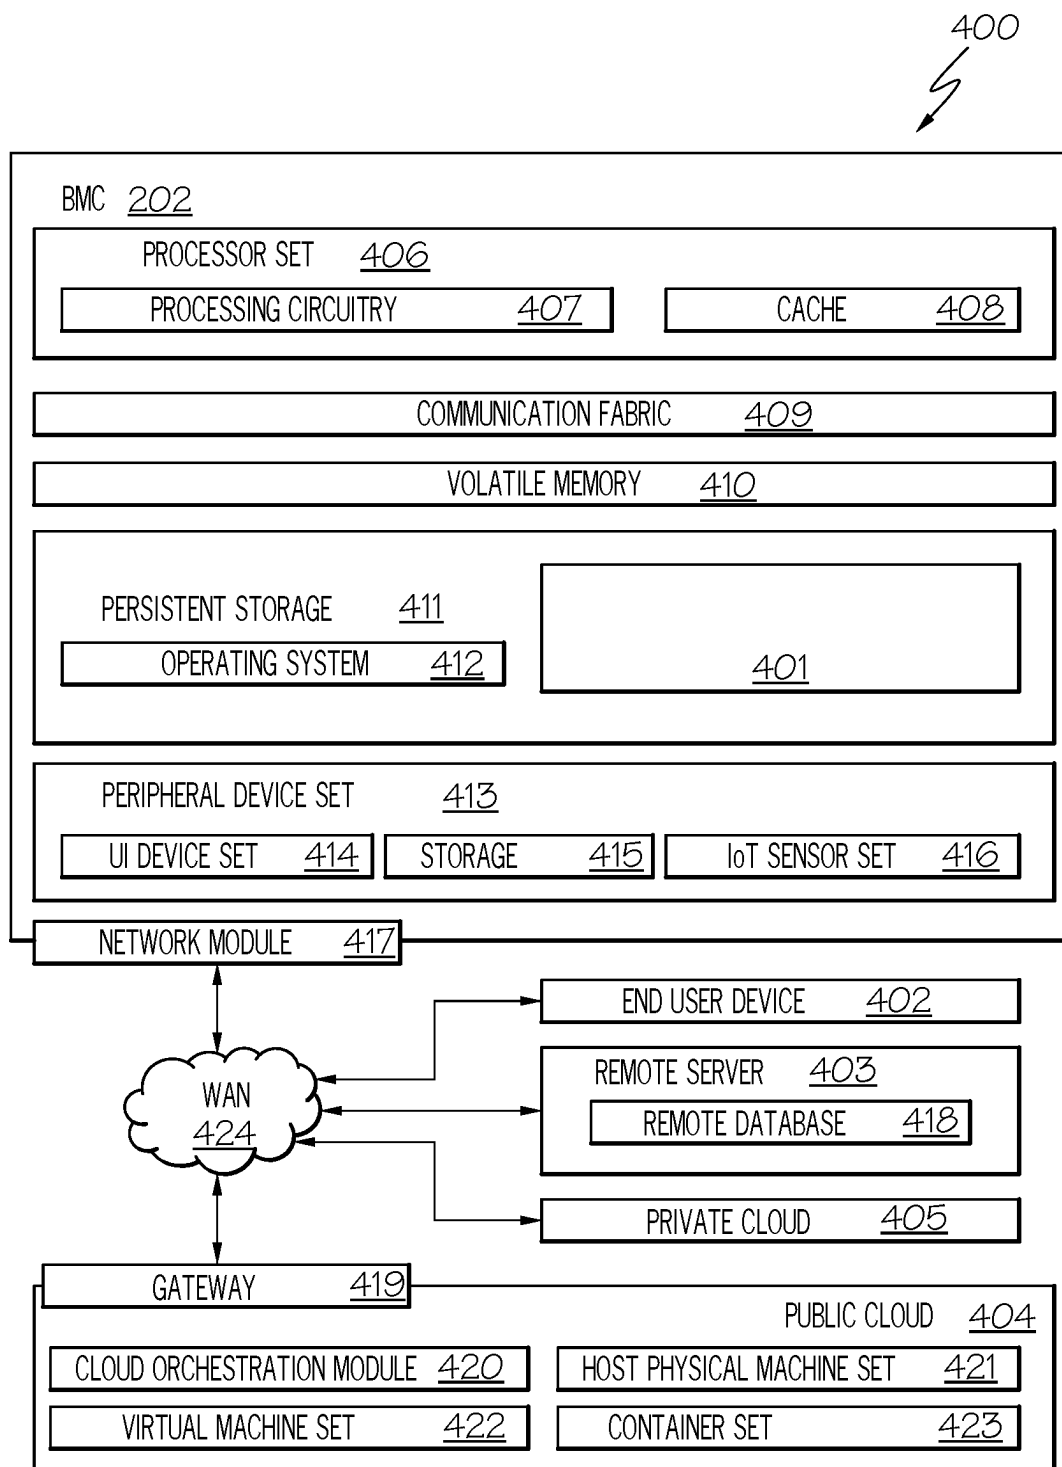 400
BMC 202
PROCESSOR SET 406
PROCESSING CIRCUITRY 407
CACHE 408
COMMUNICATION FABRIC 409
VOLATILE MEMORY 410
PERSISTENT STORAGE 411
OPERATING SYSTEM 412
401
PERIPHERAL DEVICE SET 413
UI DEVICE SET 414
STORAGE 415
IoT SENSOR SET 416
NETWORK MODULE 417
END USER DEVICE 402
WAN
424
REMOTE SERVER 403
REMOTE DATABASE 418
PRIVATE CLOUD 405
GATEWAY 419
PUBLIC CLOUD 404
CLOUD ORCHESTRATION MODULE 420
HOST PHYSICAL MACHINE SET 421
VIRTUAL MACHINE SET 422
CONTAINER SET 423